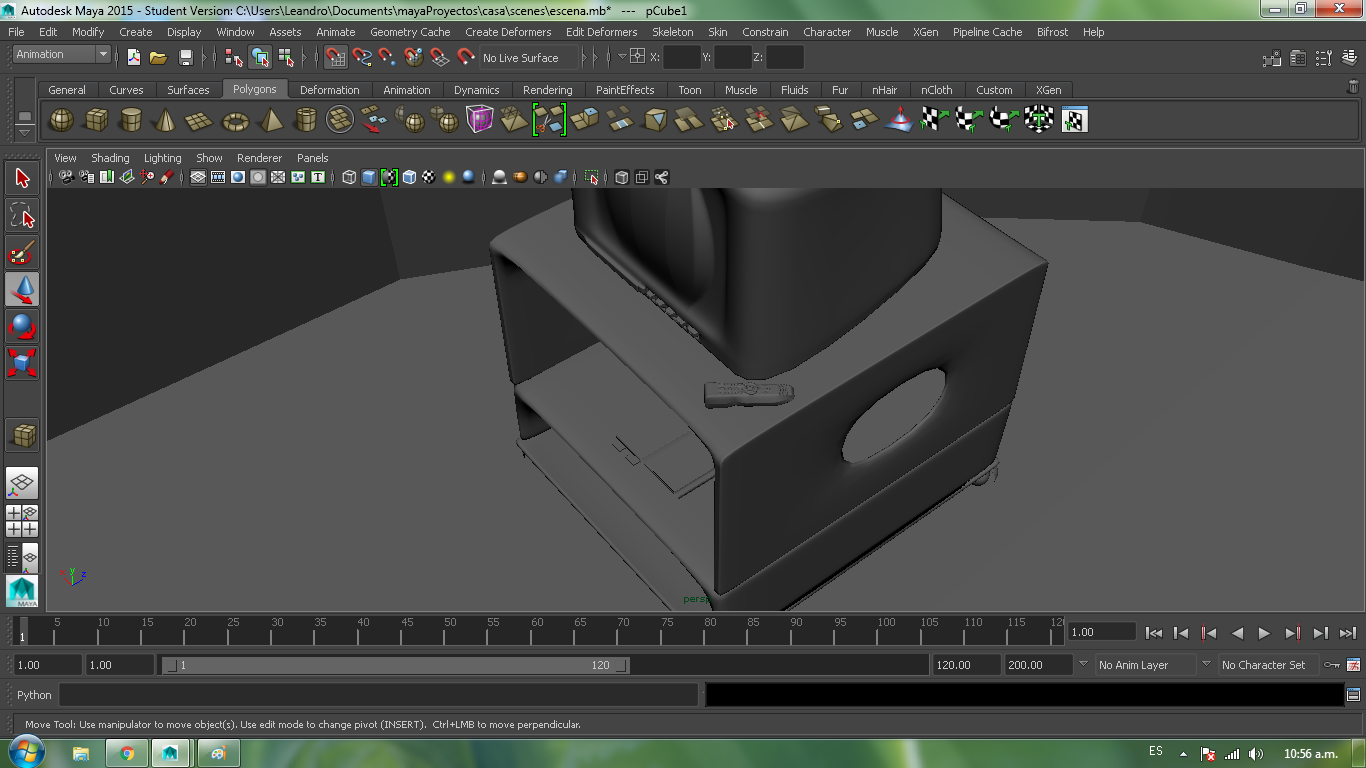 Autodesk Maya 2015 - Student Version: C:\Users\Leandro\Documents\mayaProyectos\casa\scenes\escena.mb* --- pCube1
File Edit Modify Create Display Window Assets Animate Geometry Cache Create Deformers Edit Deformers Skeleton Skin Constrain Character Muscle XGen Pipeline Cache Bifrost Help
Animation No Live Surface X: Y: Z:
General Curves Surfaces Polygons Deformation Animation Dynamics Rendering PaintEffects Toon Muscle Fluids Fur nHair nCloth Custom XGen
View Shading Lighting Show Renderer Panels
x y z
persp
MAYA
1 5 10 15 20 25 30 35 40 45 50 55 60 65 70 75 80 85 90 95 100 105 110 115 12 1.00
1.00 1.00 1 120 120.00 200.00 No Anim Layer No Character Set
Python
Move Tool: Use manipulator to move object(s). Use edit mode to change pivot (INSERT). Ctrl+LMB to move perpendicular.
ES 10:56 a.m.